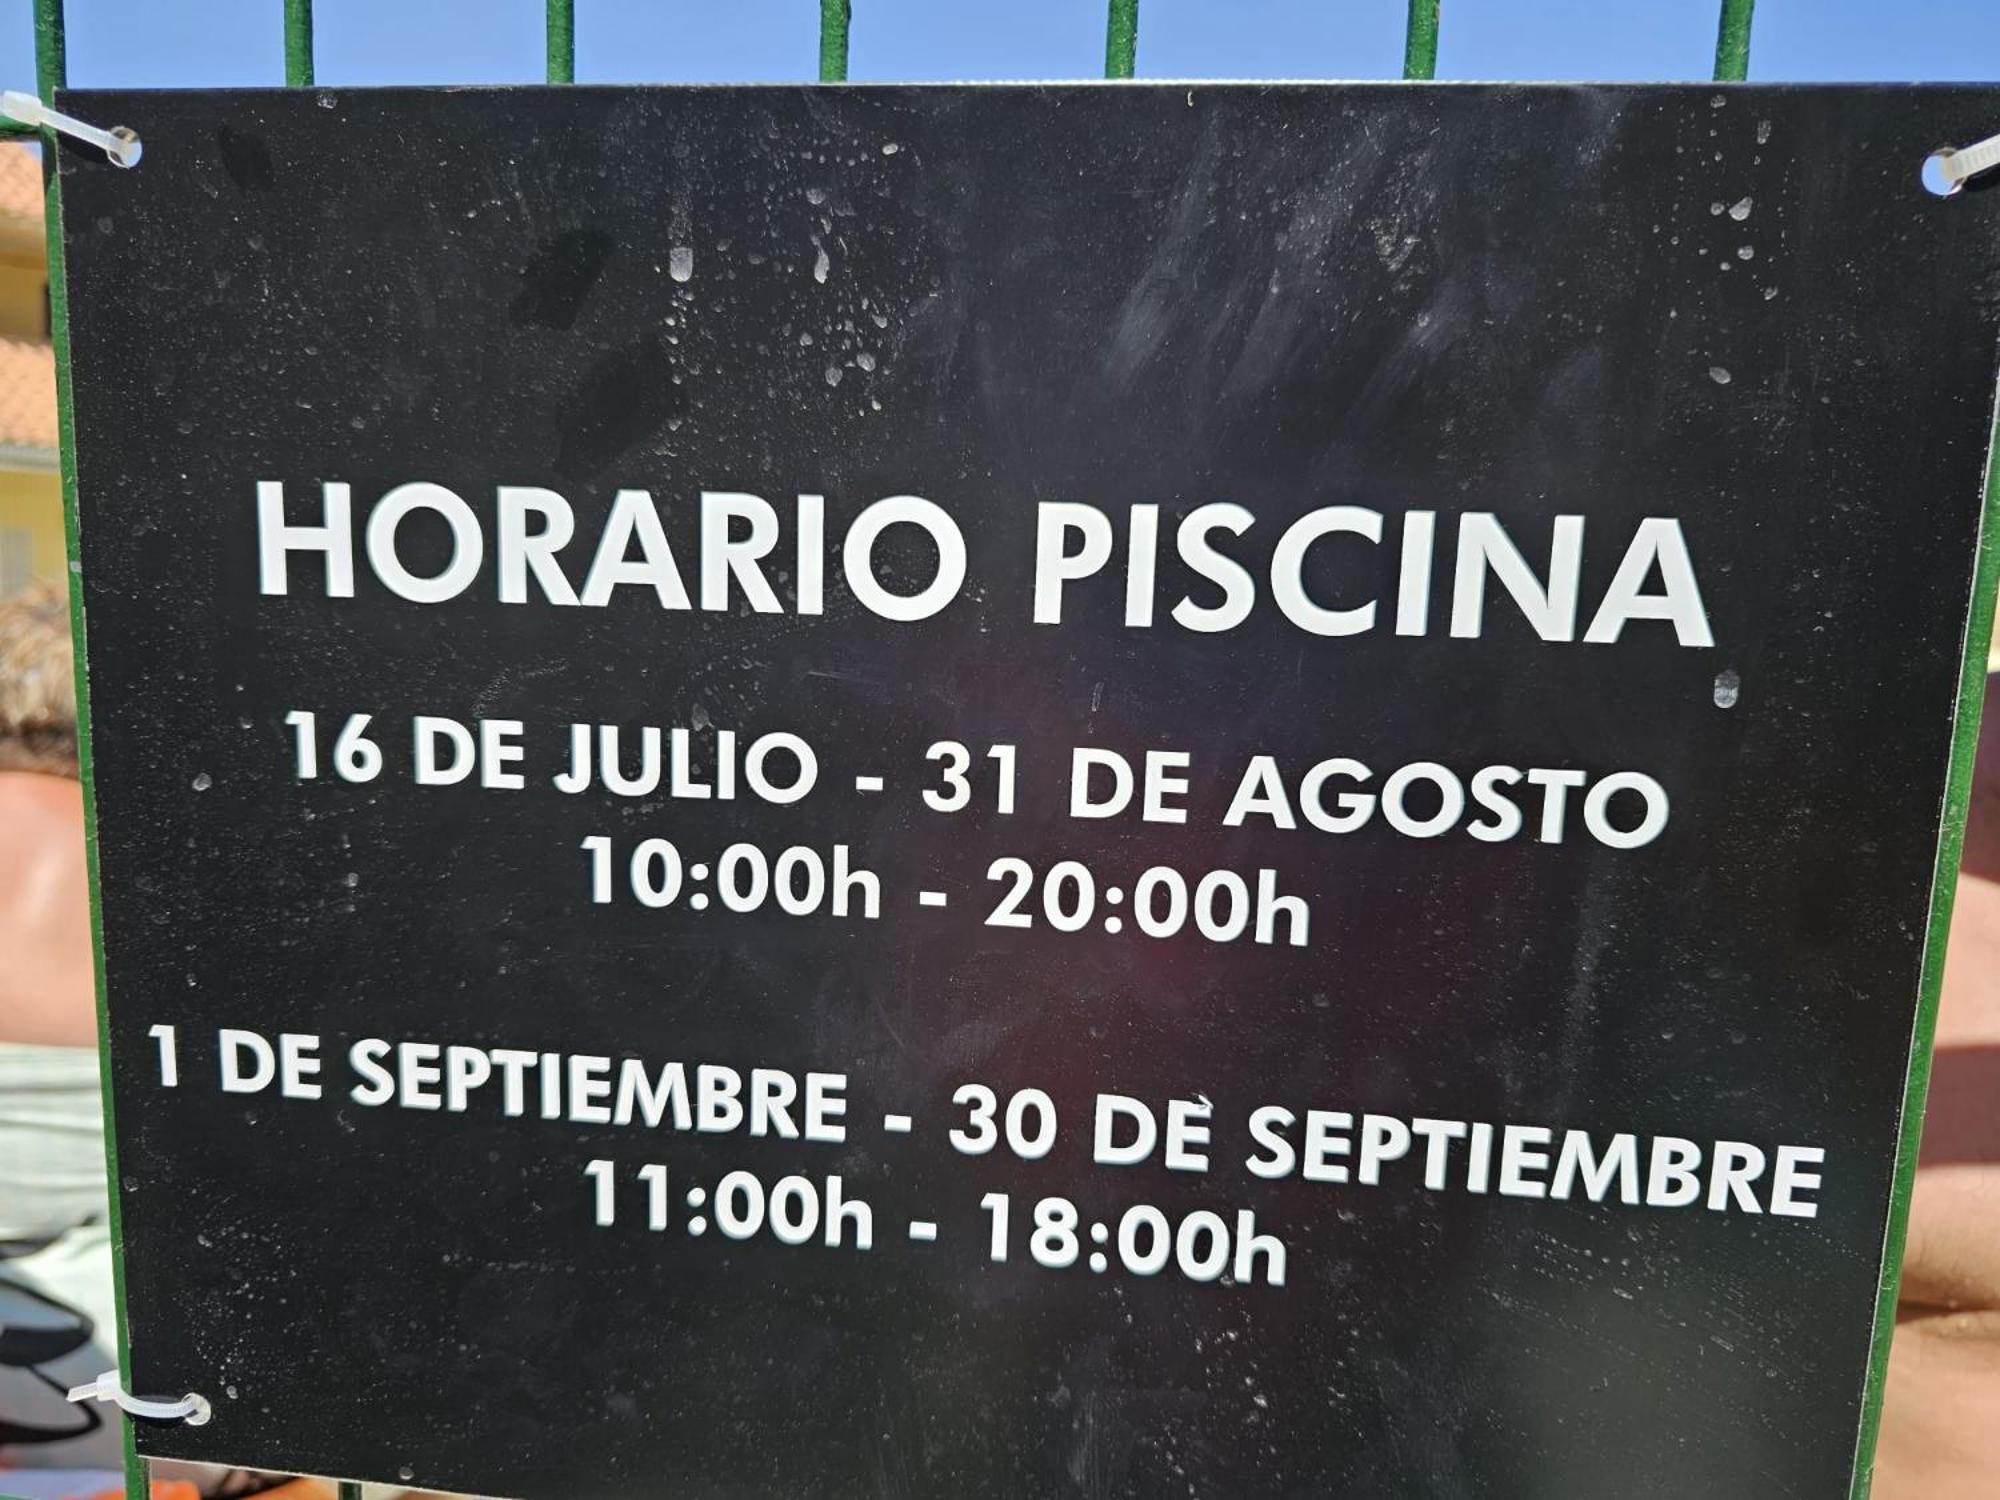 HORARIO PISCINA
16 DE JULIO - 31 DE AGOSTO
10:00h - 20:00h
1 DE SEPTIEMBRE - 30 DE SEPTIEMBRE
11:00h - 18:00h